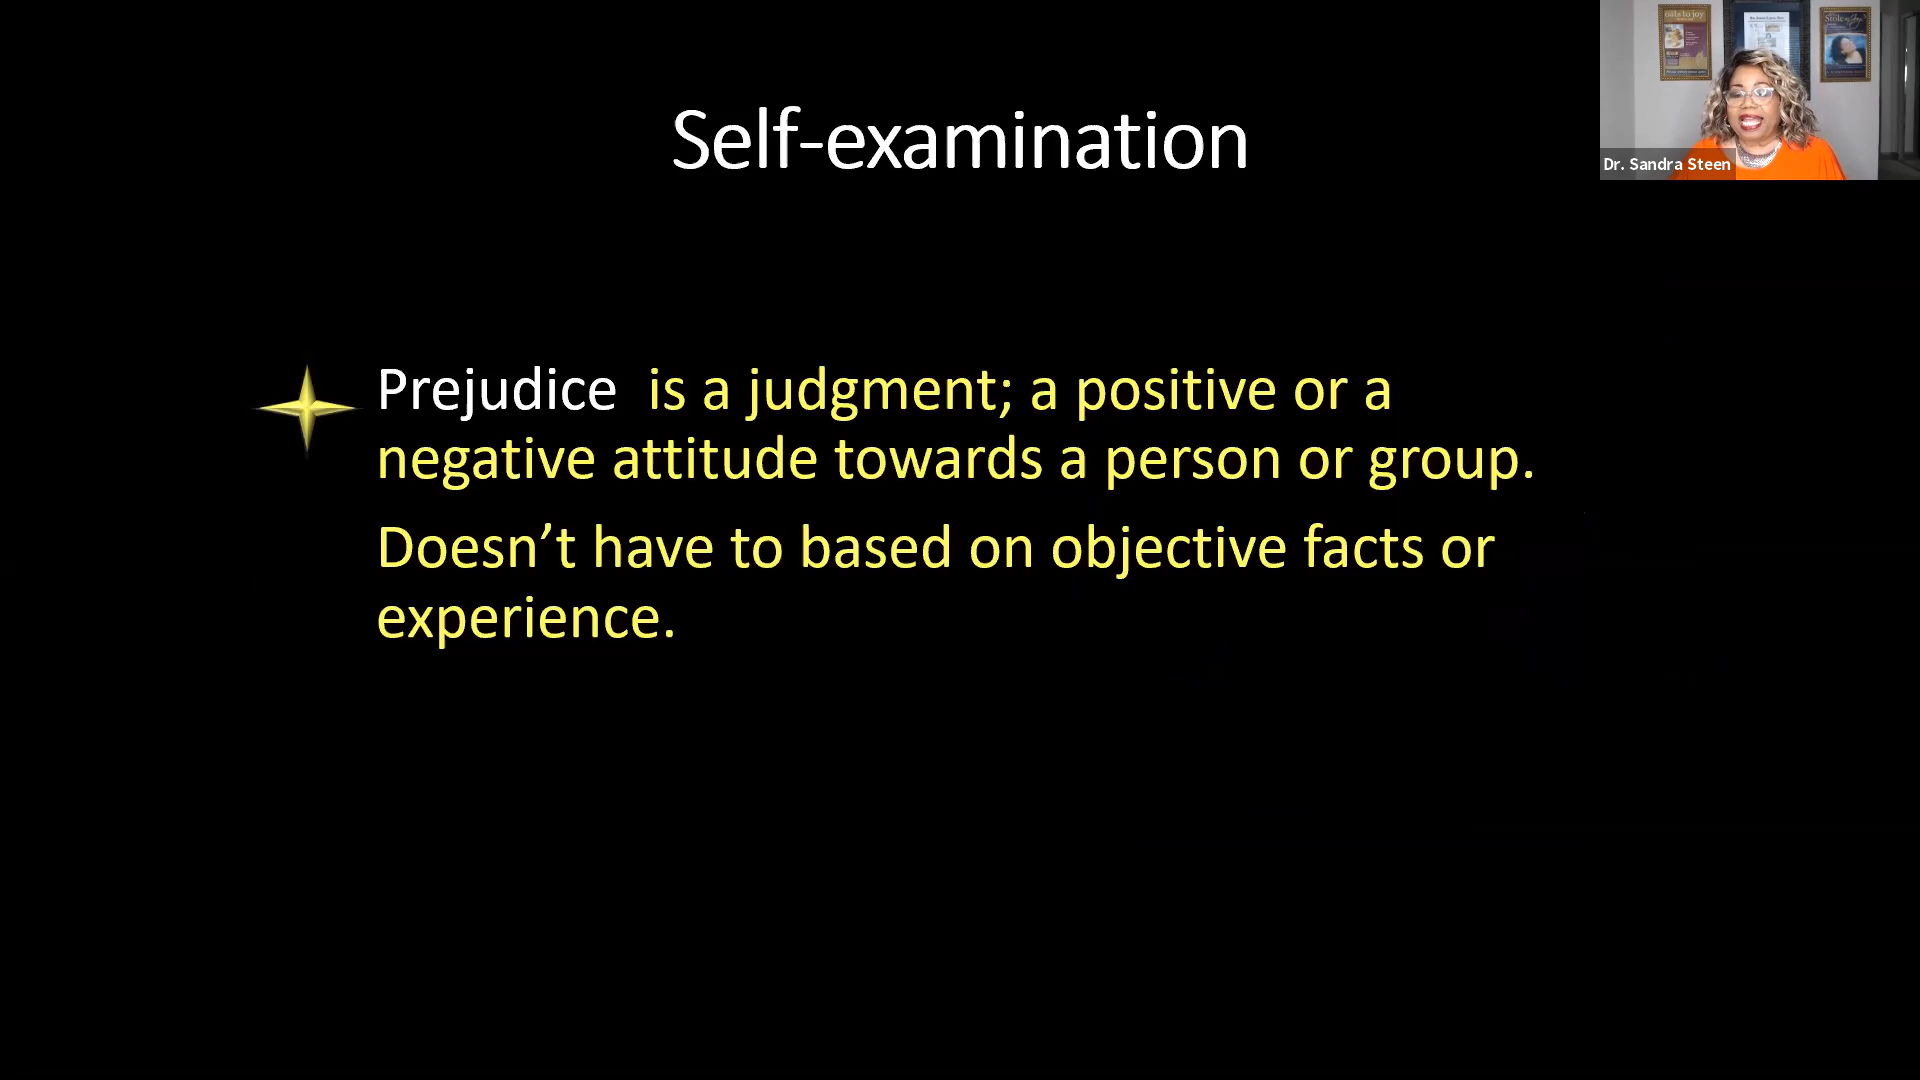 Self-examination
Prejudice is a judgment; a positive or a
negative attitude towards a person or group.
Doesn’t have to based on objective facts or
experience.
Dr. Sandra Steen